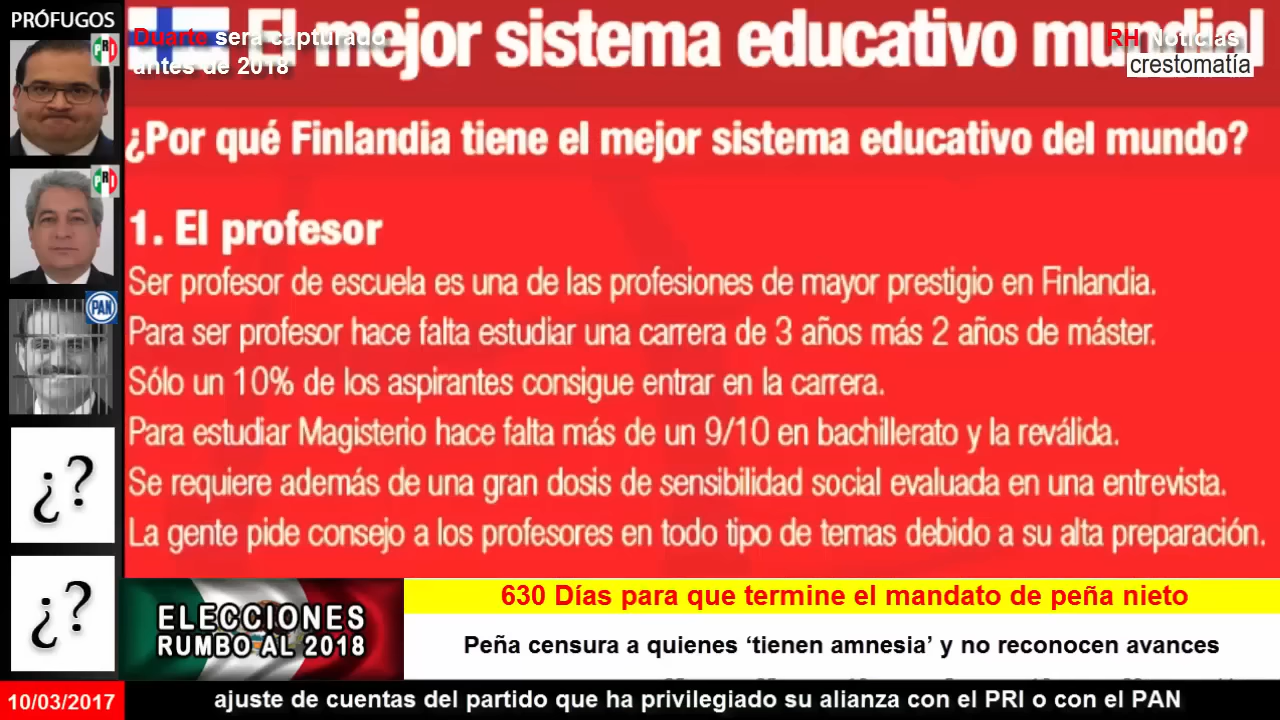 PRÓFUGOS
PRI
PRI
PAN
¿?
¿?
El mejor sistema educativo mundial
Duarte será capturado
antes de 2018
RH Noticias
crestomatía
¿Por qué Finlandia tiene el mejor sistema educativo del mundo?
1. El profesor
Ser profesor de escuela es una de las profesiones de mayor prestigio en Finlandia.
Para ser profesor hace falta estudiar una carrera de 3 años más 2 años de máster.
Sólo un 10% de los aspirantes consigue entrar en la carrera.
Para estudiar Magisterio hace falta más de un 9/10 en bachillerato y la reválida.
Se requiere además de una gran dosis de sensibilidad social evaluada en una entrevista.
La gente pide consejo a los profesores en todo tipo de temas debido a su alta preparación.
ELECCIONES
RUMBO AL 2018
630 Días para que termine el mandato de peña nieto
Peña censura a quienes ‘tienen amnesia’ y no reconocen avances
10/03/2017
ajuste de cuentas del partido que ha privilegiado su alianza con el PRI o con el PAN